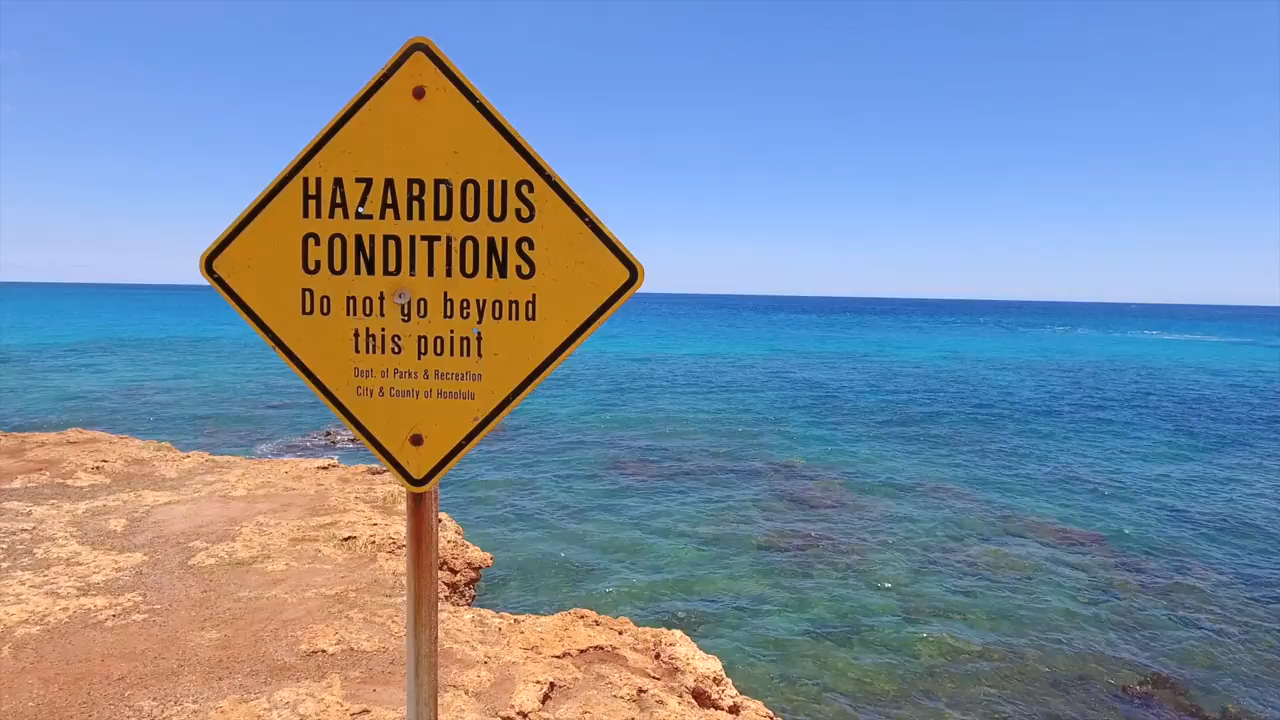 HAZARDOUS
CONDITIONS
Do not go beyond
this point
Dept. of Parks & Recreation
City & County of Honolulu